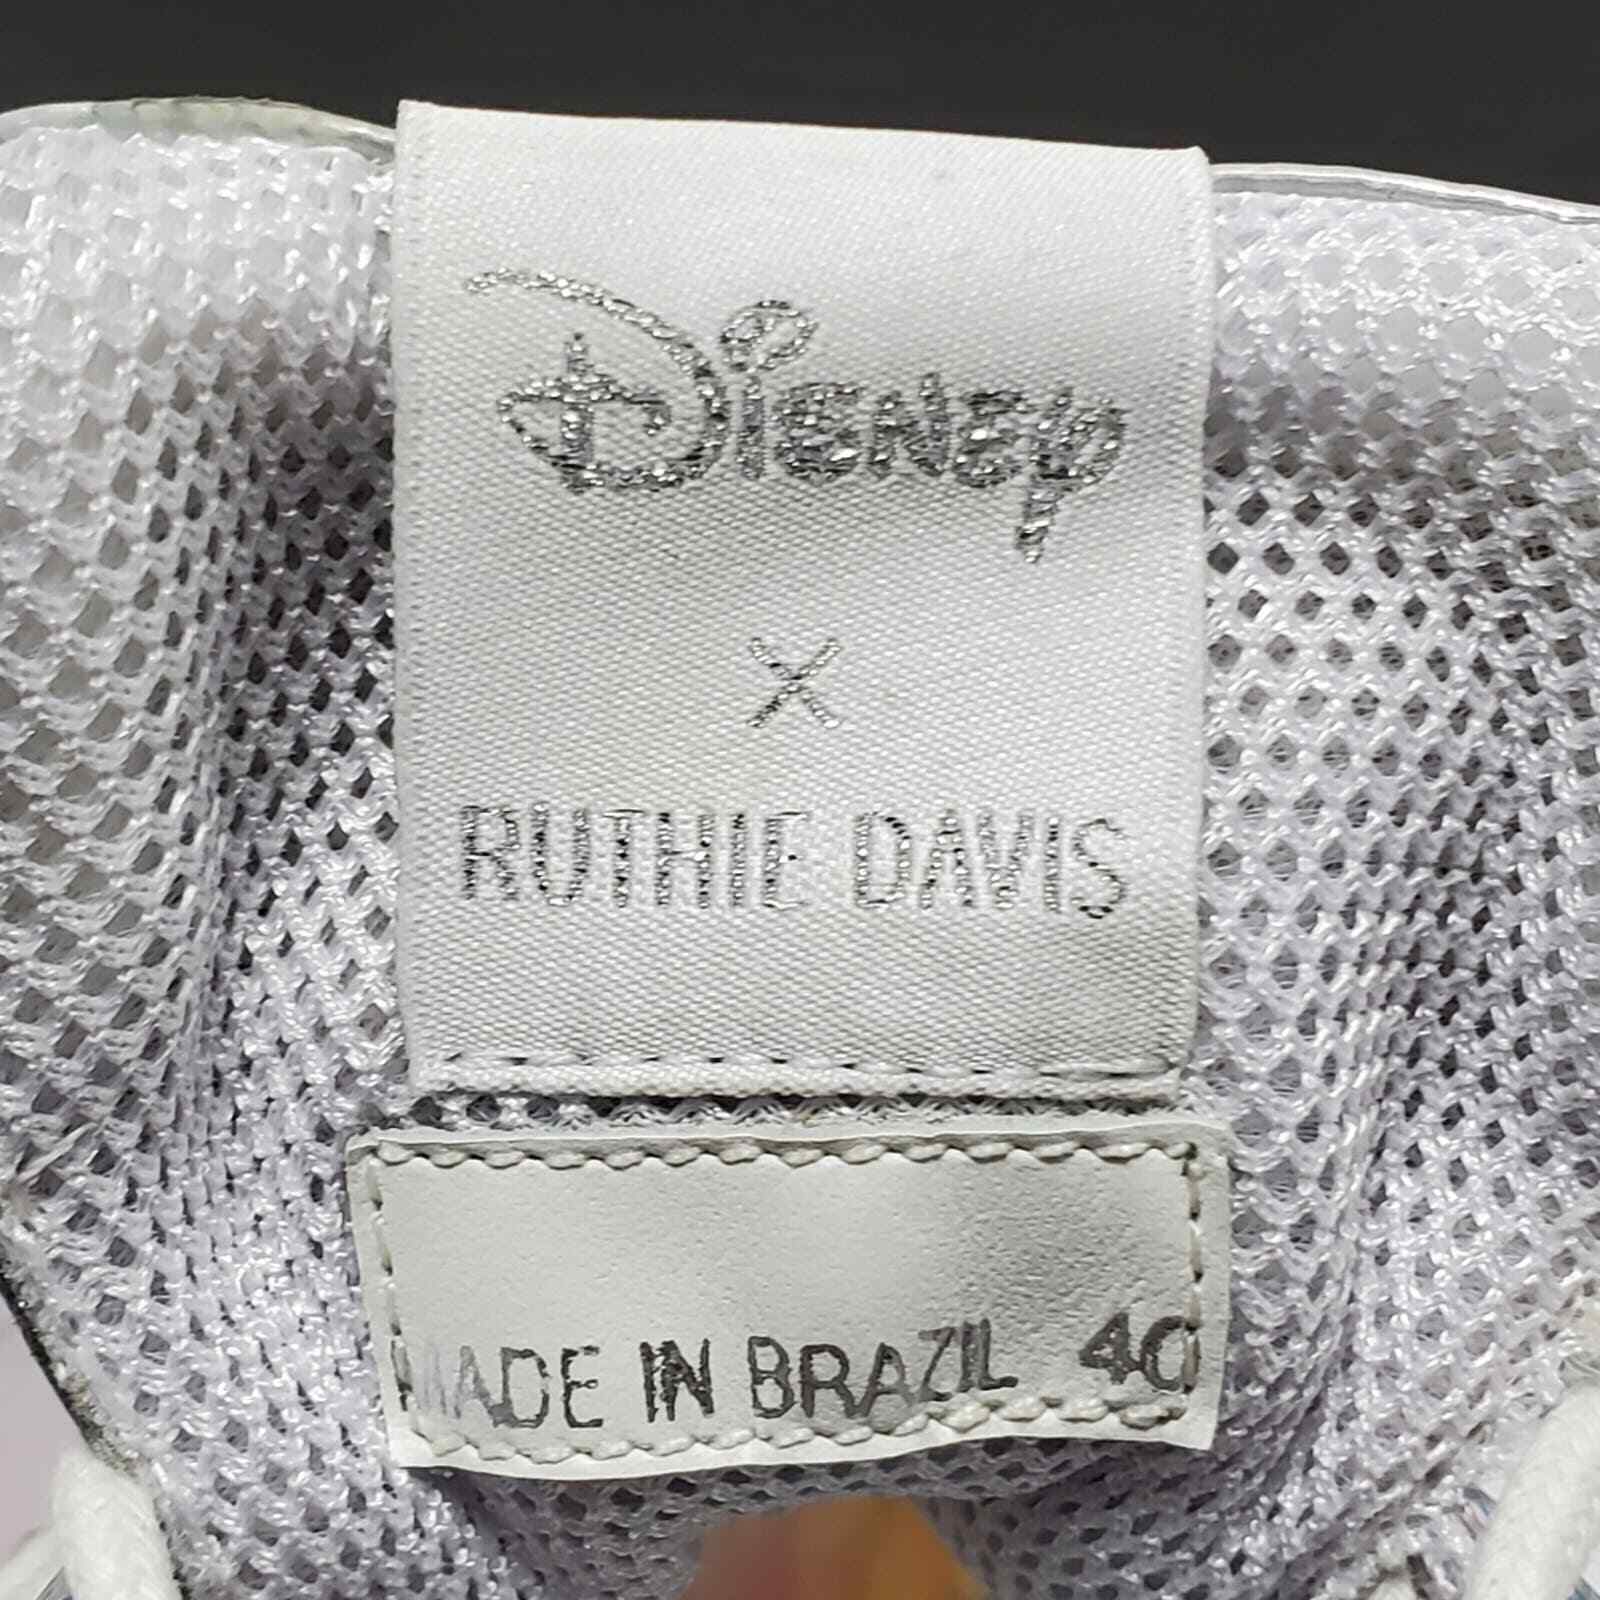 Disney
X
RUTHIE DAVIS
MADE IN BRAZIL 40